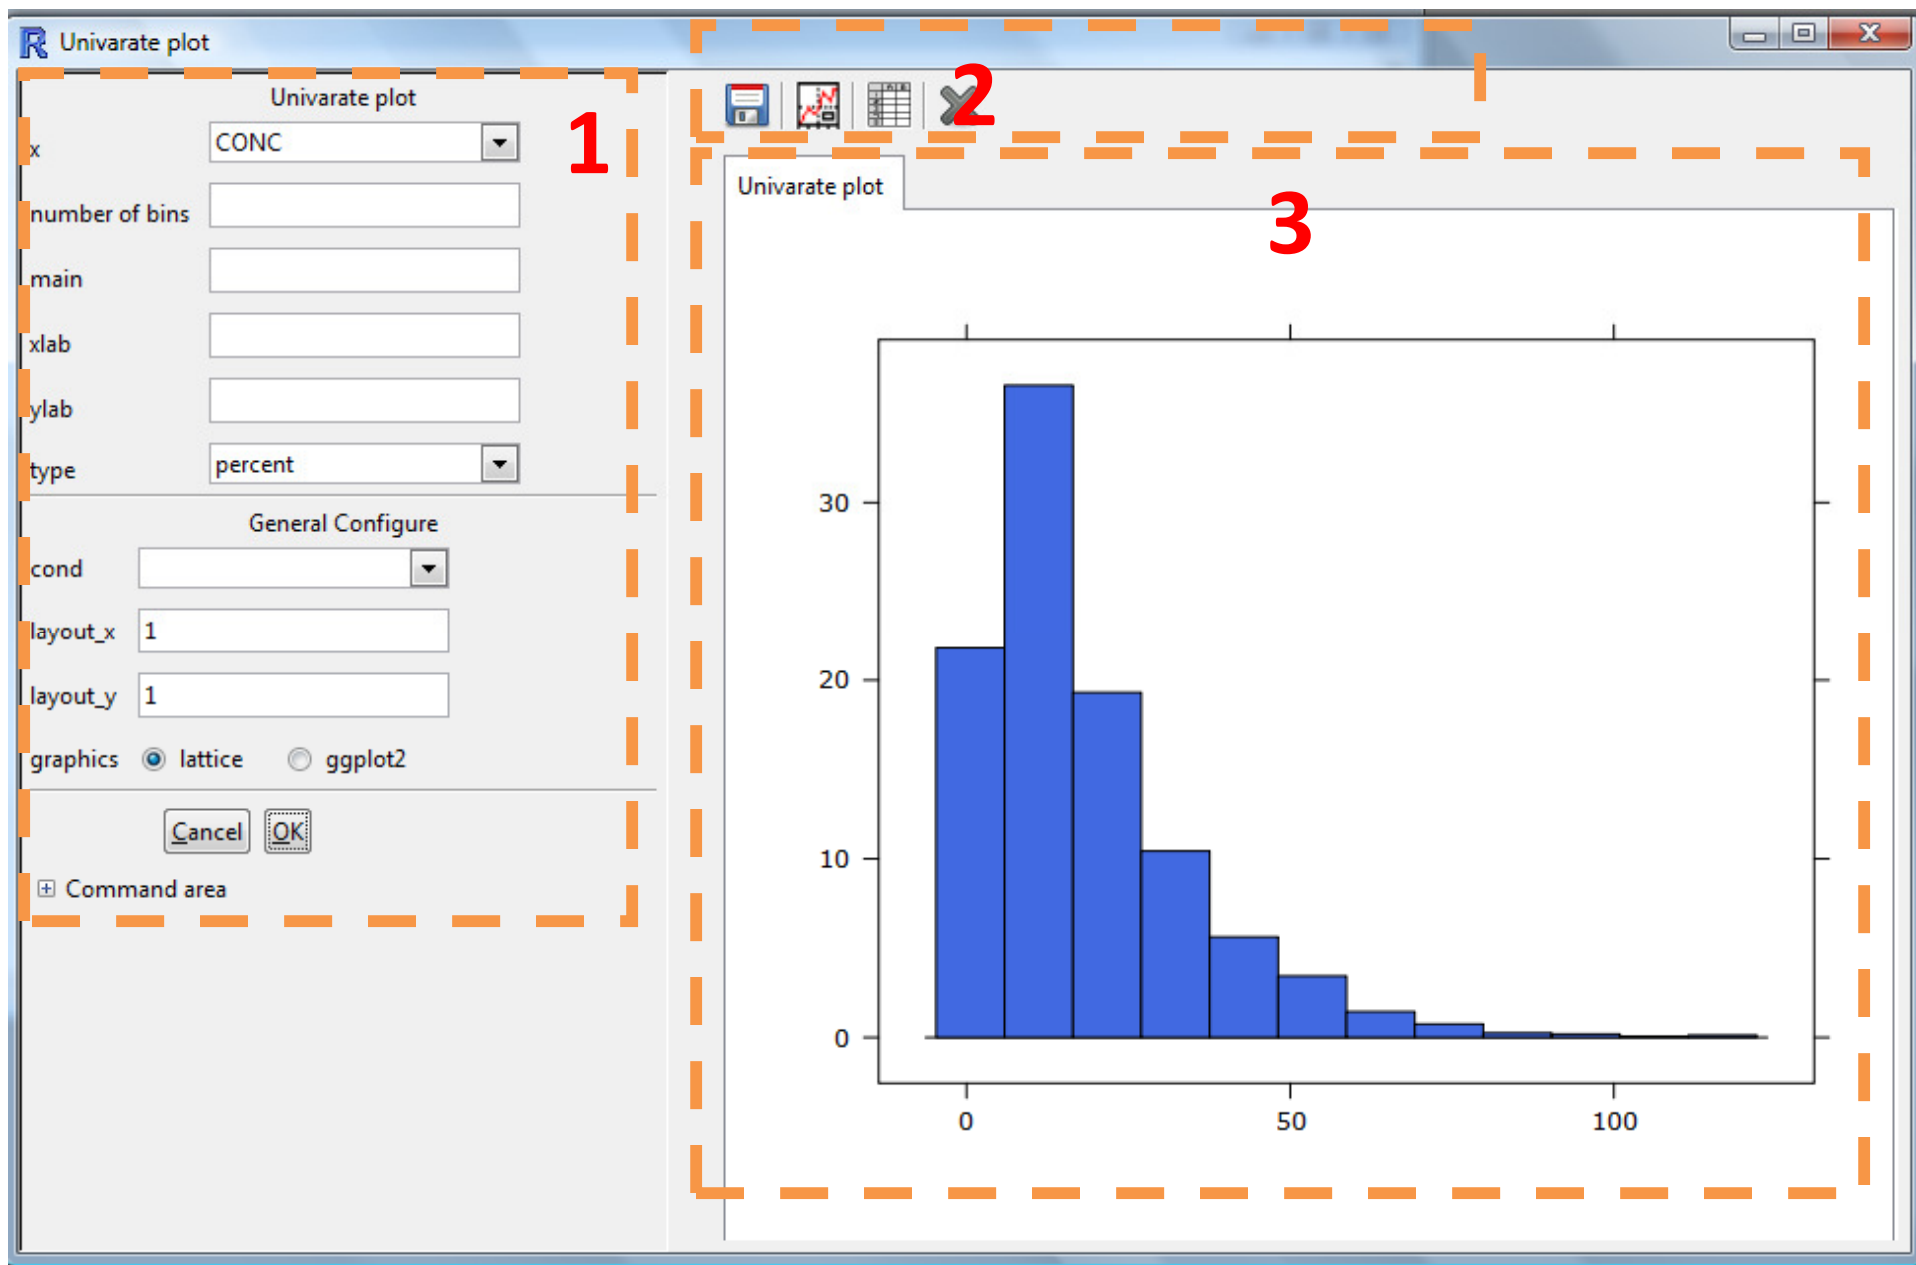 Univarate plot
X
Univarate plot
1
2
x
CONC
number of bins
main
xlab
ylab
type
percent
General Configure
cond
layout_x
1
layout_y
1
graphics
lattice
ggplot2
Cancel
OK
Command area
Univarate plot
3
0
50
100
30
20
10
0